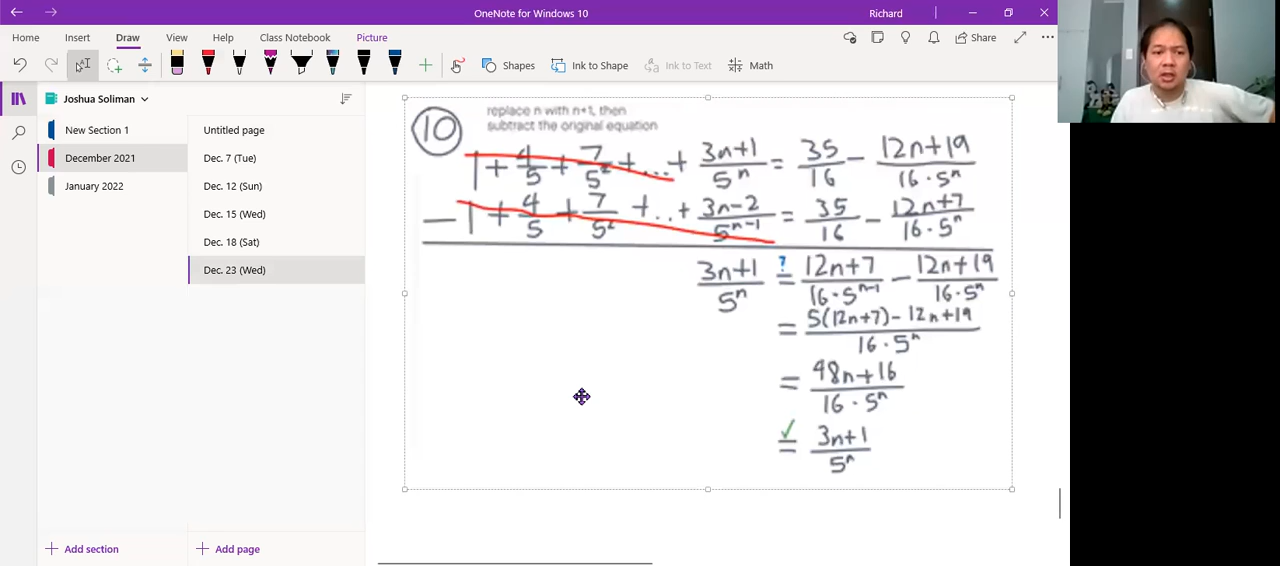 OneNote for Windows 10
Richard
Home Insert Draw View Help Class Notebook Picture
Share
Shapes Ink to Shape Ink to Text Math
Joshua Soliman
New Section 1
December 2021
January 2022
Untitled page
Dec. 7 (Tue)
Dec. 12 (Sun)
Dec. 15 (Wed)
Dec. 18 (Sat)
Dec. 23 (Wed)
Add section
Add page
10
replace n with n+1, then
subtract the original equation
1 + 4/5 + 7/5² + ... + (3n+1)/5ⁿ = 35/16 − (12n+19)/(16·5ⁿ)
− 1 + 4/5 + 7/5² + .. + (3n−2)/5ⁿ⁻¹ = 35/16 − (12n+7)/(16·5ⁿ)
(3n+1)/5ⁿ ?= (12n+7)/(16·5ⁿ⁻¹) − (12n+19)/(16·5ⁿ)
= (5(12n+7) − 12n+19)/(16·5ⁿ)
= (48n+16)/(16·5ⁿ)
✓= (3n+1)/5ⁿ